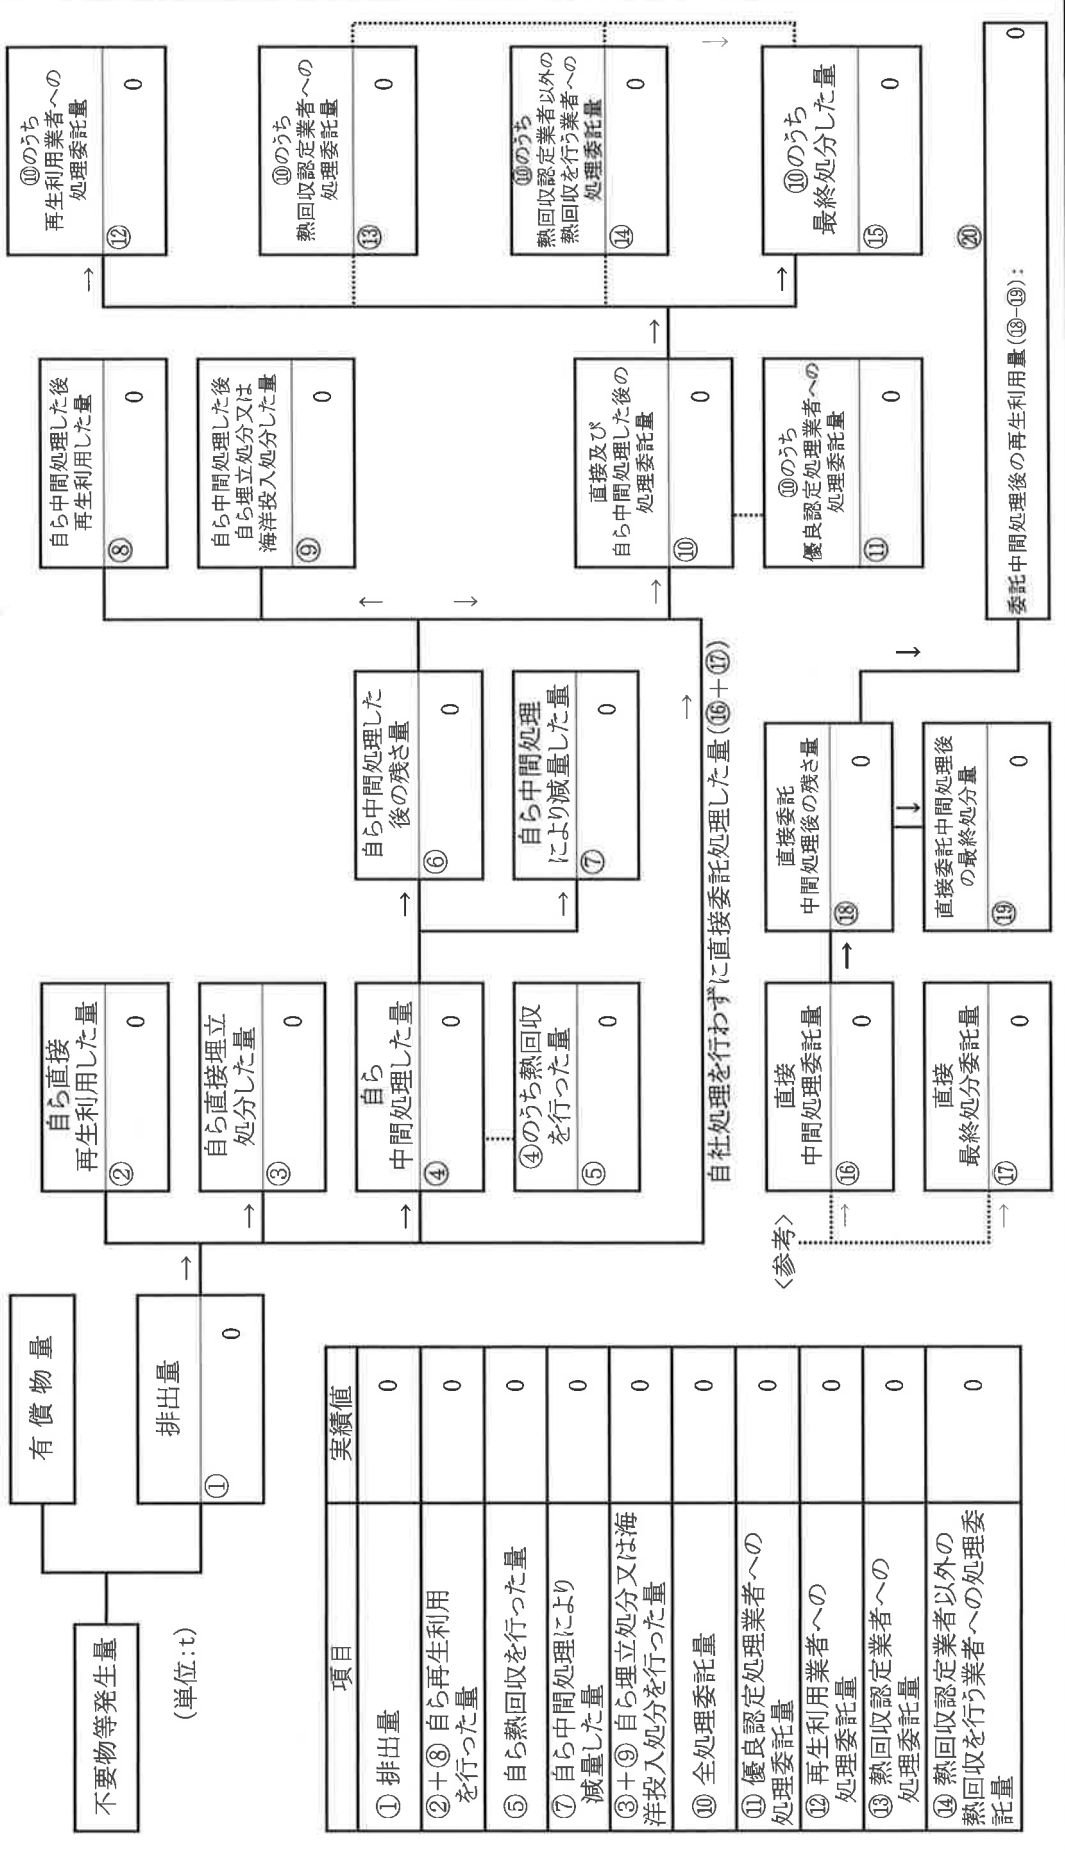 不要物等発生量
(単位:t)
有償物量
排出量
①
0
→
自ら直接
再生利用した量
②
0
→
自ら直接埋立
処分した量
③
0
→
自ら
中間処理した量
④
0
④のうち熱回収
を行った量
⑤
0
→
自ら中間処理した
後の残さ量
⑥
0
→
自ら中間処理
により減量した量
⑦
0
→
自社処理を行わずに直接委託処理した量(⑯+⑰)
↑
↓
自ら中間処理した後
再生利用した量
⑧
0
自ら中間処理した後
自ら埋立処分又は
海洋投入処分した量
⑨
0
→
直接及び
自ら中間処理した後の
処理委託量
⑩
0
⑩のうち
優良認定処理業者への
処理委託量
⑪
0
→
→
⑩のうち
再生利用業者への
処理委託量
⑫
0
⑩のうち
熱回収認定業者への
処理委託量
⑬
0
⑩のうち
熱回収認定業者以外の
熱回収を行う業者への
処理委託量
⑭
0
→
↓
⑩のうち
最終処分した量
⑮
0
<参考>
→
直接
中間処理委託量
⑯
0
→
直接
最終処分委託量
⑰
0
→
直接委託
中間処理後の残さ量
⑱
0
↓
直接委託中間処理後
の最終処分量
⑲
0
↓
⑳
委託中間処理後の再生利用量(⑱-⑲):
0
項目 実績値
① 排出量 0
②+⑧ 自ら再生利用
を行った量 0
⑤ 自ら熱回収を行った量 0
⑦ 自ら中間処理により
減量した量 0
③+⑨ 自ら埋立処分又は海
洋投入処分を行った量 0
⑩ 全処理委託量 0
⑪ 優良認定処理業者への
処理委託量 0
⑫ 再生利用業者への
処理委託量 0
⑬ 熱回収認定業者への
処理委託量 0
⑭ 熱回収認定業者以外の
熱回収を行う業者への処理委
託量 0